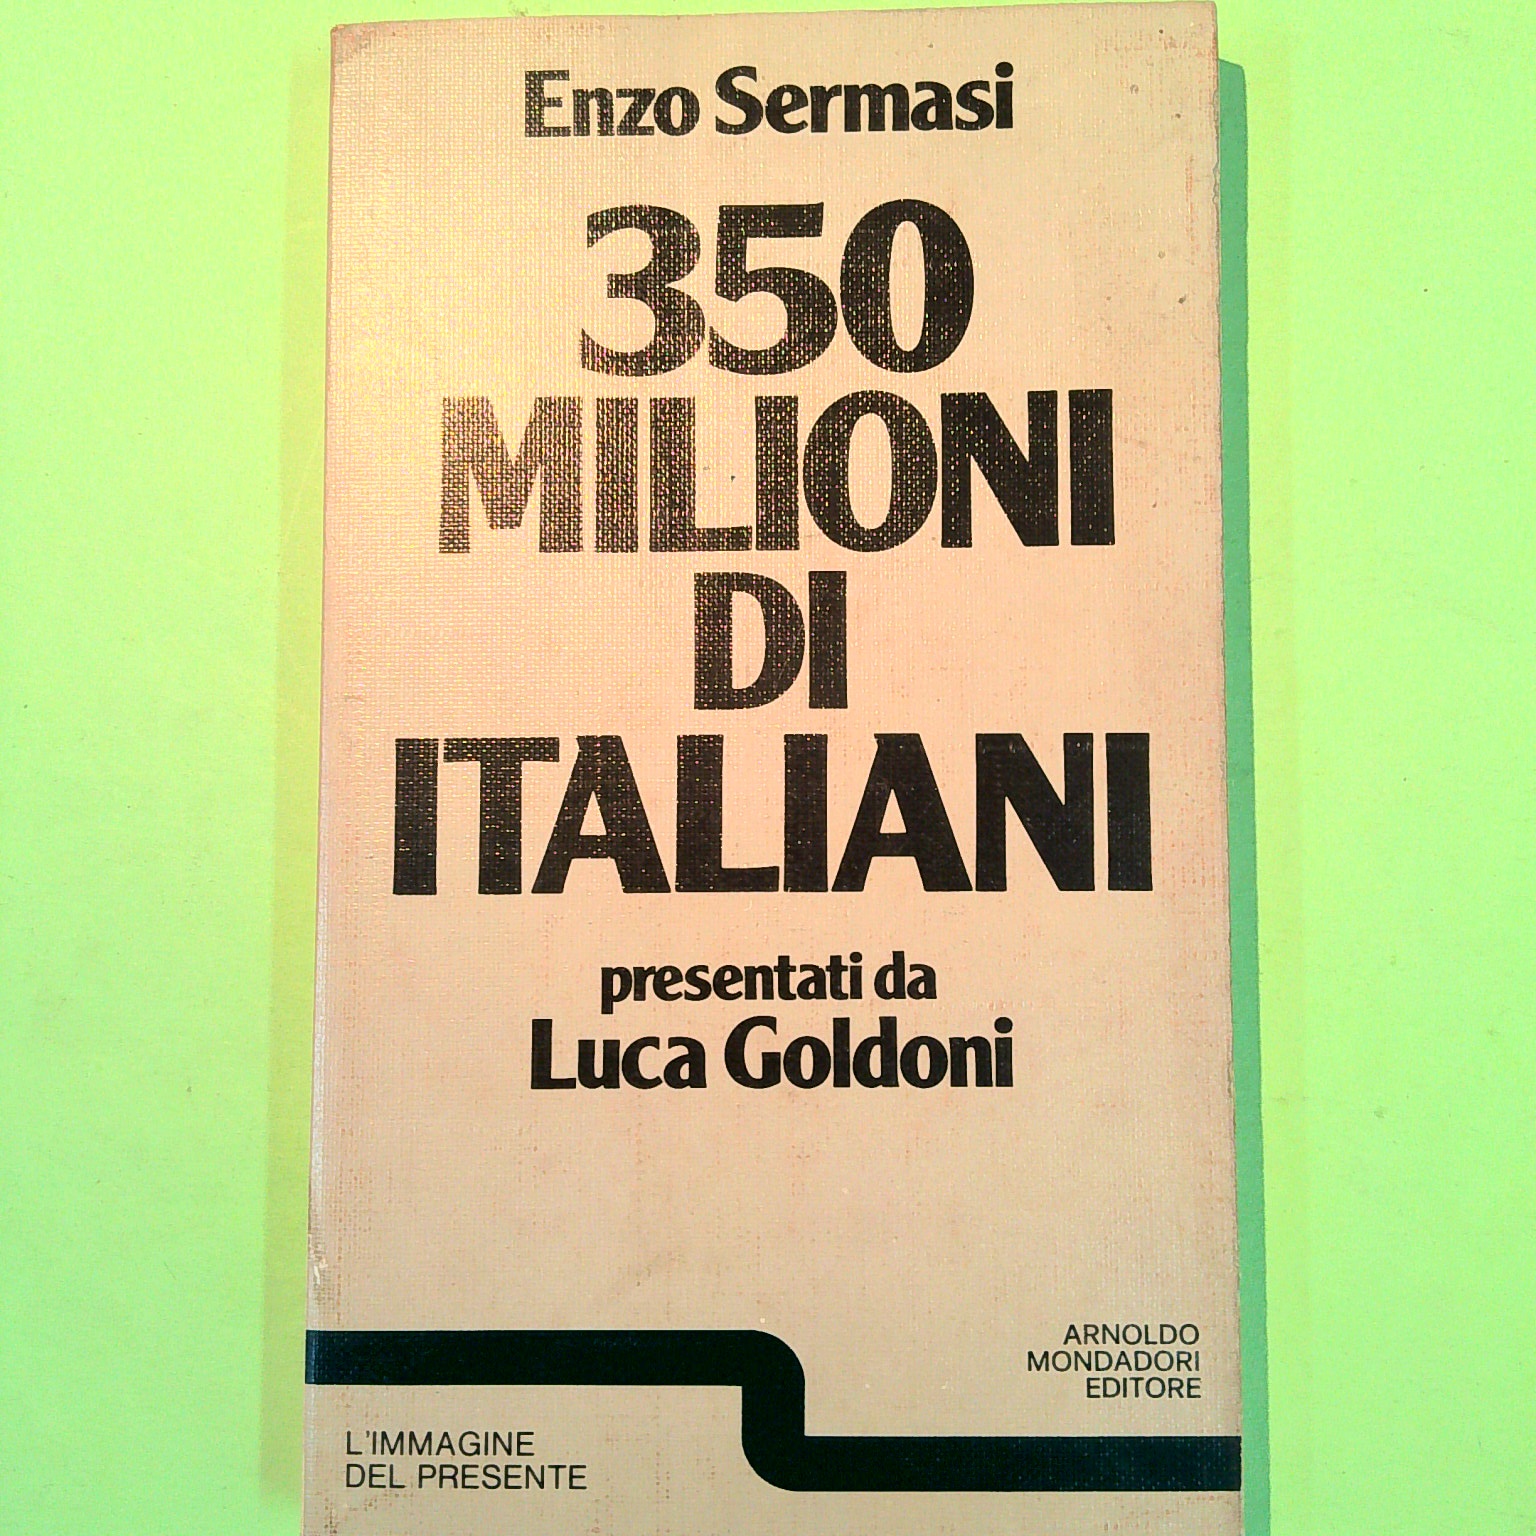 Enzo Sermasi
350
MILIONI
DI
ITALIANI
presentati da
Luca Goldoni
ARNOLDO
MONDADORI
EDITORE
L'IMMAGINE
DEL PRESENTE